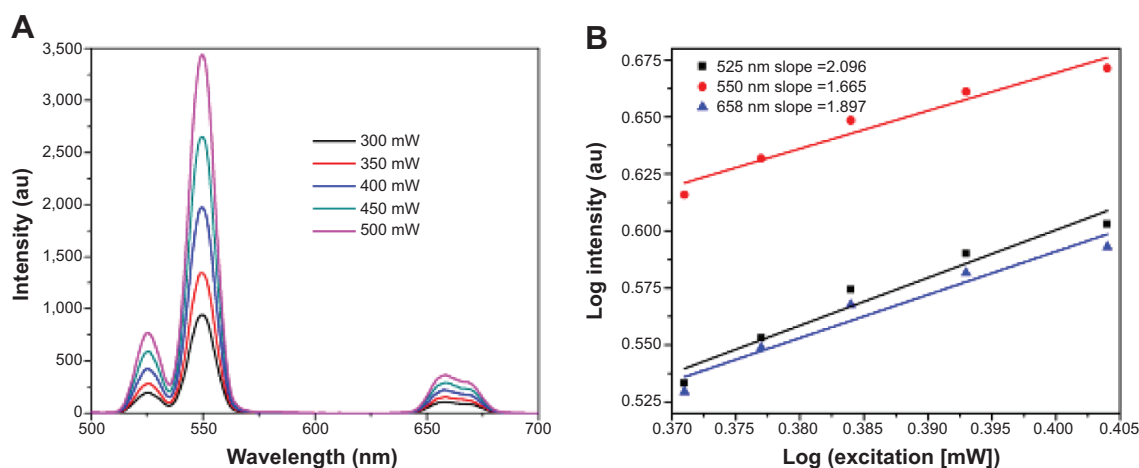 A
3,500
3,000
2,500
2,000
1,500
1,000
500
0
500
550
600
650
700
Intensity (au)
Wavelength (nm)
300 mW
350 mW
400 mW
450 mW
500 mW
B
0.675
0.650
0.625
0.600
0.550
0.525
0.370
0.375
0.380
0.385
0.390
0.395
0.400
0.405
Log intensity (au)
Log (excitation [mW])
525 nm slope =2.096
550 nm slope =1.665
658 nm slope =1.897